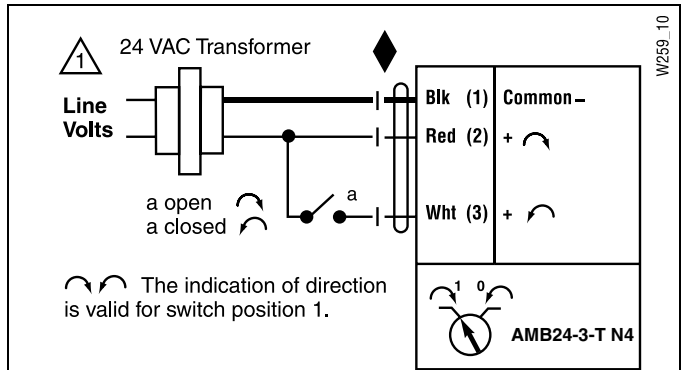 W259_10
1
24 VAC Transformer
Line
Volts
Blk (1) Common –
Red (2) +
a
a open
a closed
Wht (3) +
The indication of direction
is valid for switch position 1.
1 0
AMB24-3-T N4